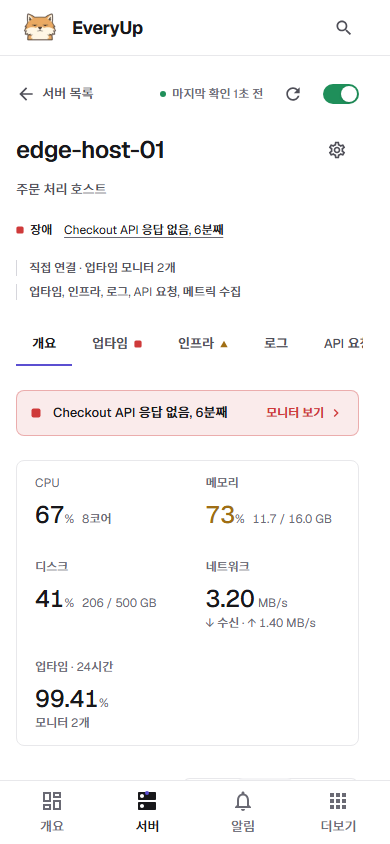 EveryUp
서버 목록
마지막 확인 1초 전
edge-host-01
주문 처리 호스트
장애 Checkout API 응답 없음, 6분째
직접 연결 · 업타임 모니터 2개
업타임, 인프라, 로그, API 요청, 메트릭 수집
개요 업타임 인프라 로그 API 요
Checkout API 응답 없음, 6분째 모니터 보기
CPU 메모리
67% 8코어 73% 11.7 / 16.0 GB
디스크 네트워크
41% 206 / 500 GB 3.20 MB/s
↓ 수신 · ↑ 1.40 MB/s
업타임 · 24시간
99.41%
모니터 2개
개요 서버 알림 더보기